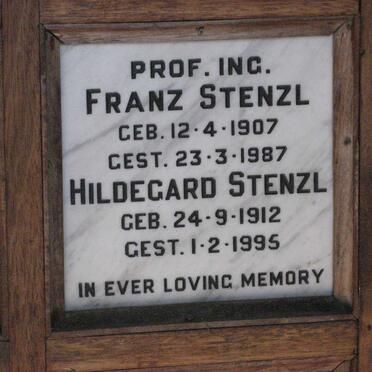 PROF. ING.
FRANZ STENZL
GEB. 12-4-1907
GEST. 23-3-1987
HILDEGARD STENZL
GEB. 24-9-1912
GEST. 1-2-1995
IN EVER LOVING MEMORY